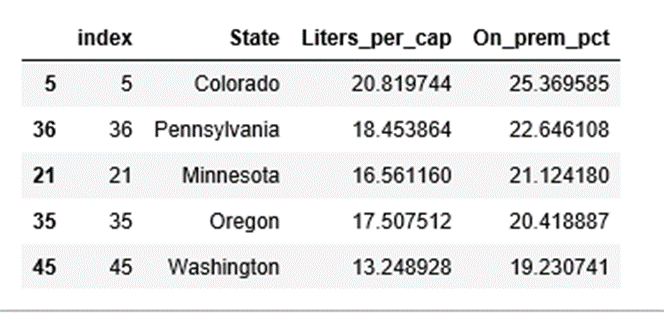 index State Liters_per_cap On_prem_pct
5 5 Colorado 20.819744 25.369585
36 36 Pennsylvania 18.453864 22.646108
21 21 Minnesota 16.561160 21.124180
35 35 Oregon 17.507512 20.418887
45 45 Washington 13.248928 19.230741